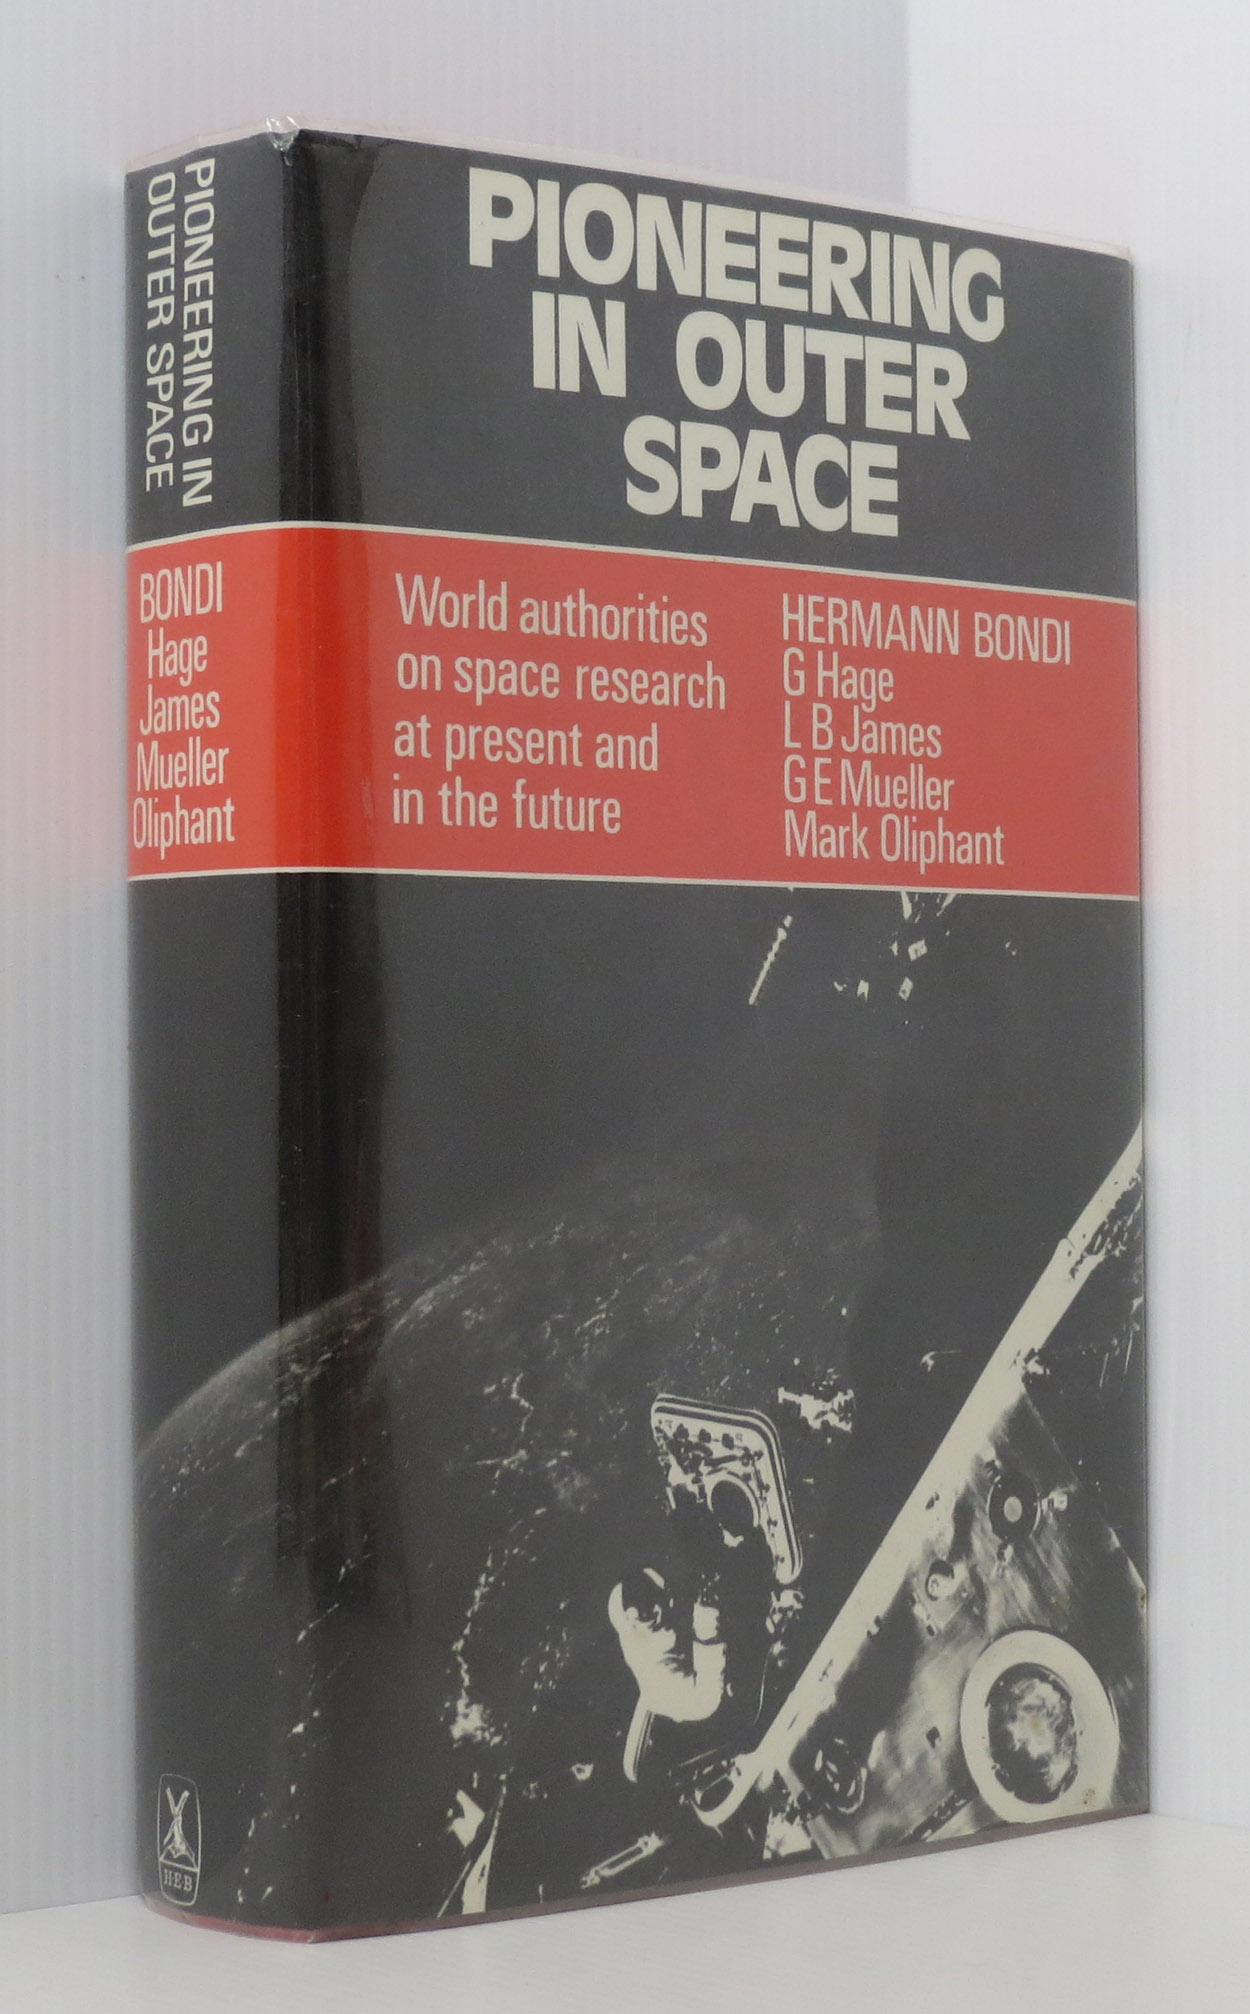 PIONEERING IN
OUTER SPACE
BONDI
Hage
James
Mueller
Oliphant
HEB
PIONEERING
IN OUTER
SPACE
World authorities
on space research
at present and
in the future
HERMANN BONDI
G Hage
L B James
G E Mueller
Mark Oliphant